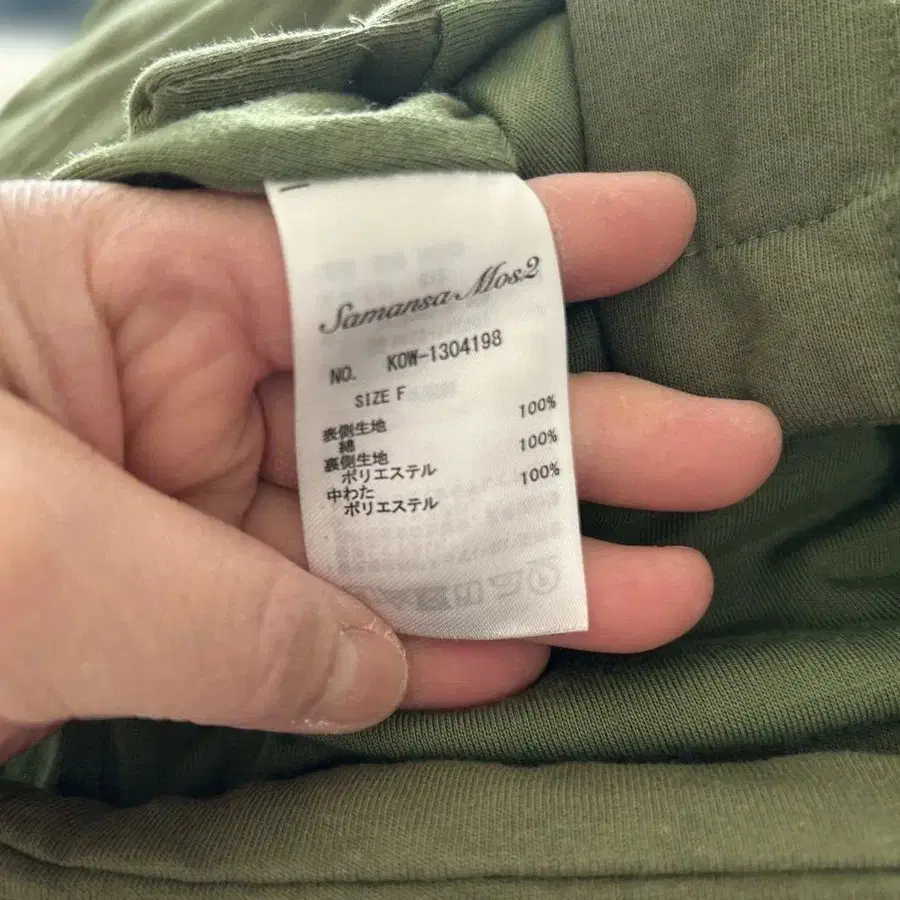 Samansa Mos2
NO. KOW-1304198
SIZE F
表側生地
綿 100%
裏側生地
ポリエステル 100%
中わた
ポリエステル 100%